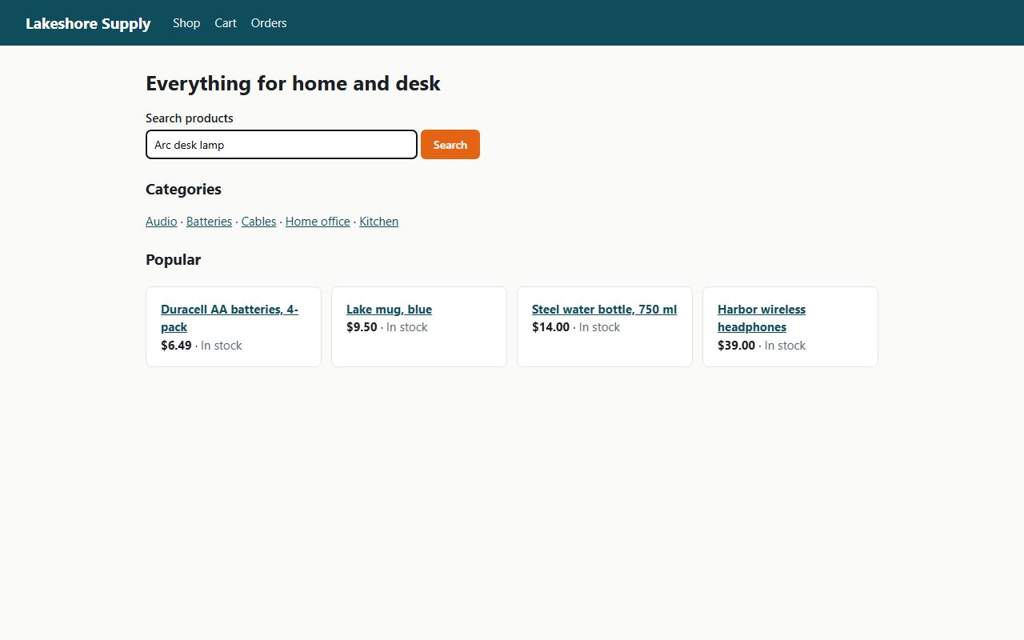 Lakeshore Supply Shop Cart Orders
Everything for home and desk
Search products
Arc desk lamp Search
Categories
Audio · Batteries · Cables · Home office · Kitchen
Popular
Duracell AA batteries, 4-
pack
$6.49 · In stock
Lake mug, blue
$9.50 · In stock
Steel water bottle, 750 ml
$14.00 · In stock
Harbor wireless
headphones
$39.00 · In stock